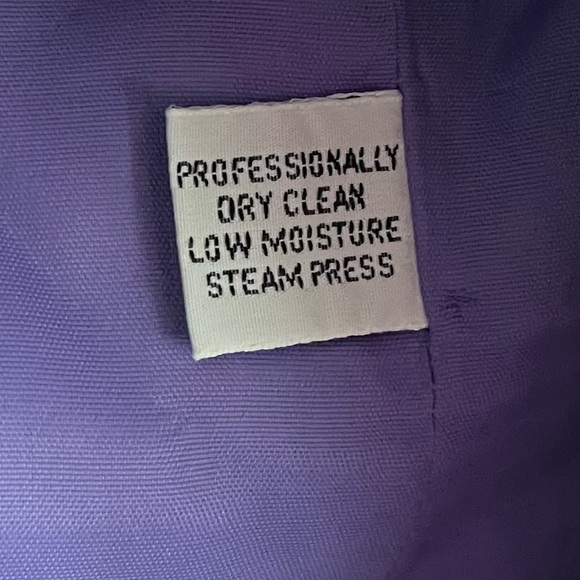 PROFESSIONALLY
DRY CLEAN
LOW MOISTURE
STEAM PRESS